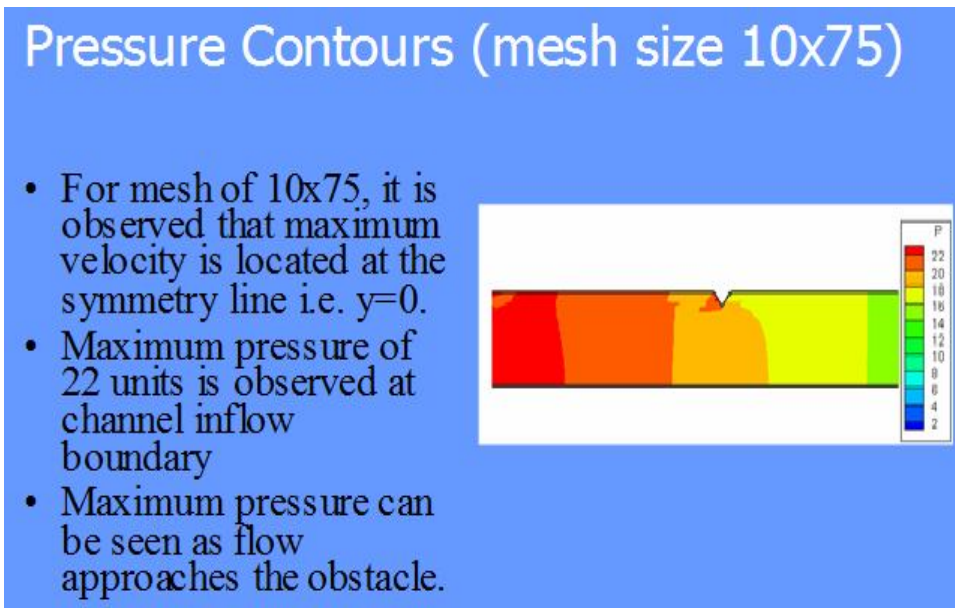 Pressure Contours (mesh size 10x75)
• For mesh of 10x75, it is
observed that maximum
velocity is located at the
symmetry line i.e. y=0.
• Maximum pressure of
22 units is observed at
channel inflow
boundary
• Maximum pressure can
be seen as flow
approaches the obstacle.
P
22
20
18
16
14
12
10
8
6
4
2